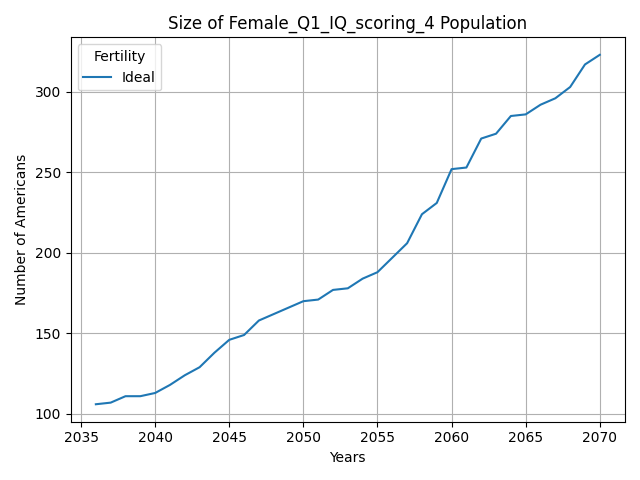 Size of Female_Q1_IQ_scoring_4 Population
Fertility
Ideal
Number of Americans
300
250
200
150
100
2035 2040 2045 2050 2055 2060 2065 2070
Years